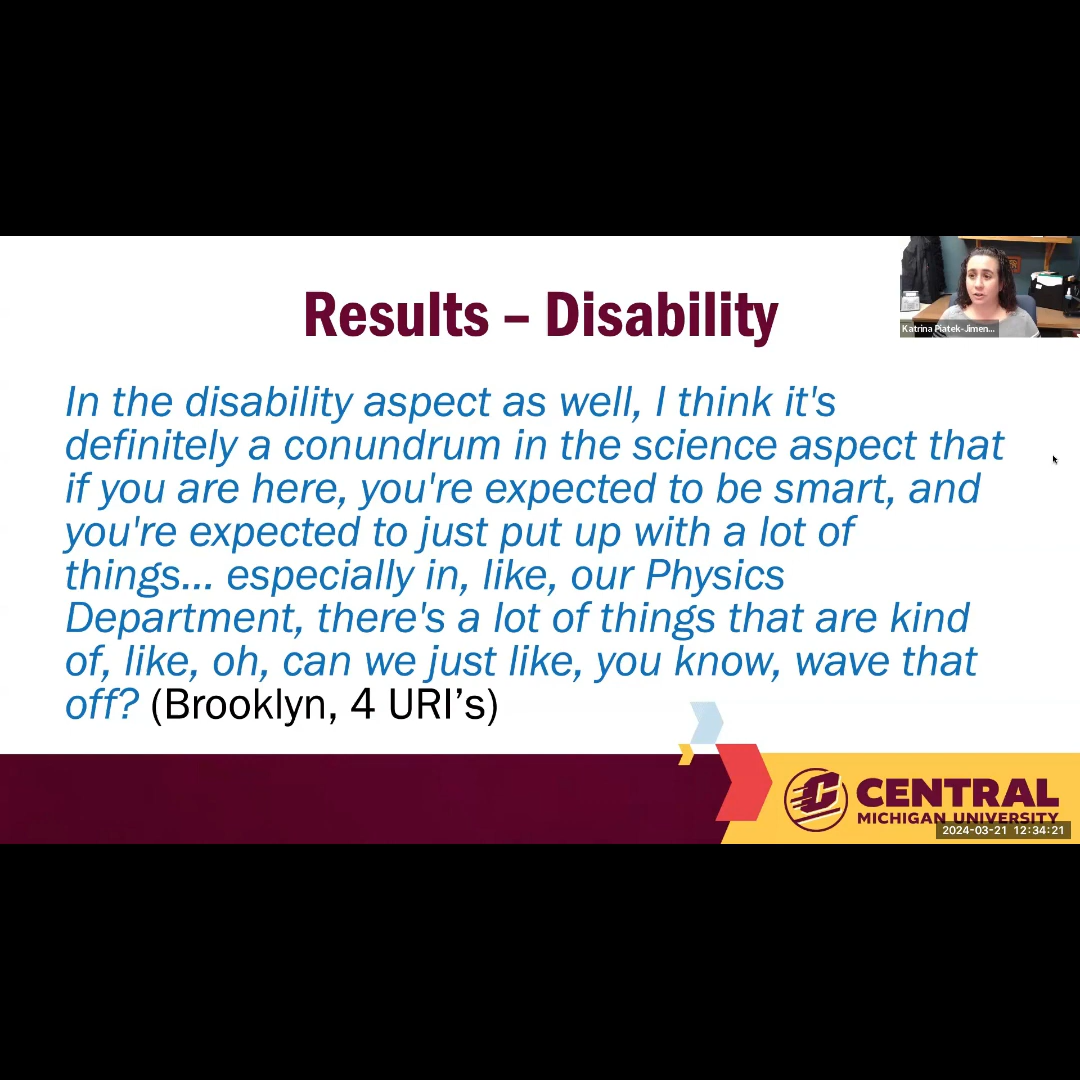 Results – Disability
Katrina Piatek-Jimen...
In the disability aspect as well, I think it's
definitely a conundrum in the science aspect that
if you are here, you're expected to be smart, and
you're expected to just put up with a lot of
things... especially in, like, our Physics
Department, there's a lot of things that are kind
of, like, oh, can we just like, you know, wave that
off? (Brooklyn, 4 URI’s)
CENTRAL
MICHIGAN UNIVERSITY
2024-03-21 12:34:21